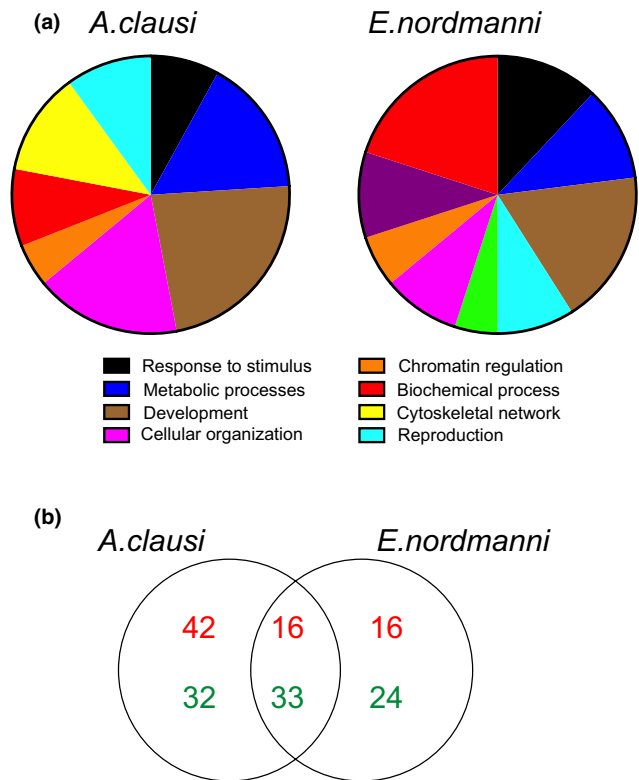 (a)
A.clausi
E.nordmanni
Response to stimulus
Metabolic processes
Development
Cellular organization
Chromatin regulation
Biochemical process
Cytoskeletal network
Reproduction
(b)
A.clausi
E.nordmanni
42 16 16
32 33 24